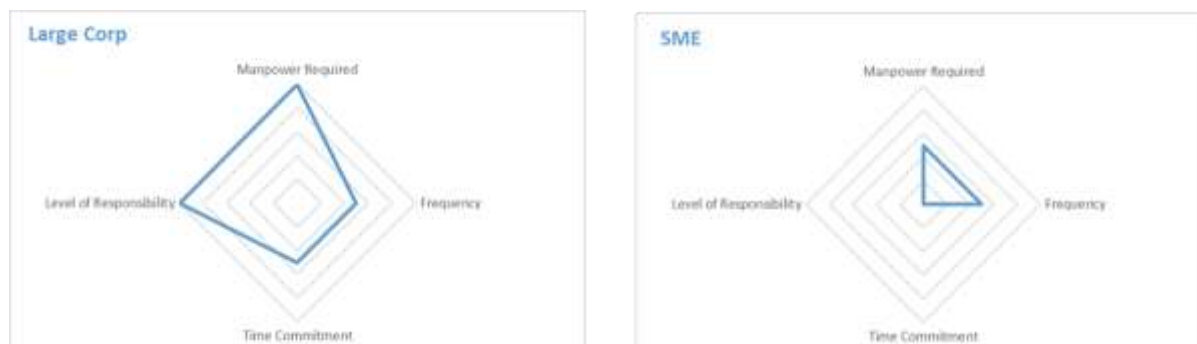 Large Corp
Manpower Required
Level of Responsibility
Frequency
Time Commitment
SME
Manpower Required
Level of Responsibility
Frequency
Time Commitment